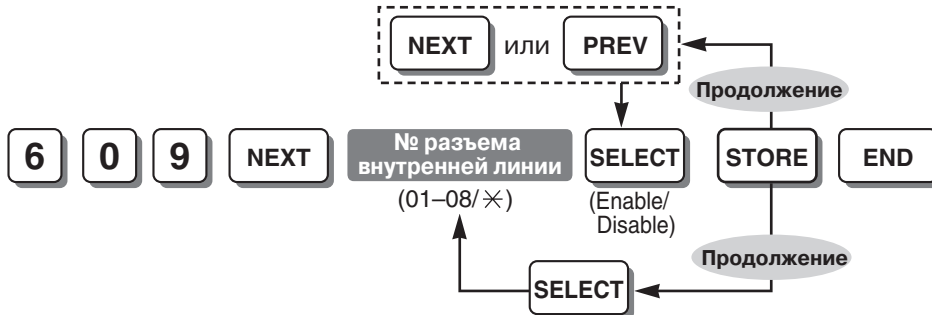 NEXT или PREV
Продолжение
6 0 9 NEXT № разъема внутренней линии SELECT STORE END
(01–08/✳)
(Enable/
Disable)
Продолжение
SELECT